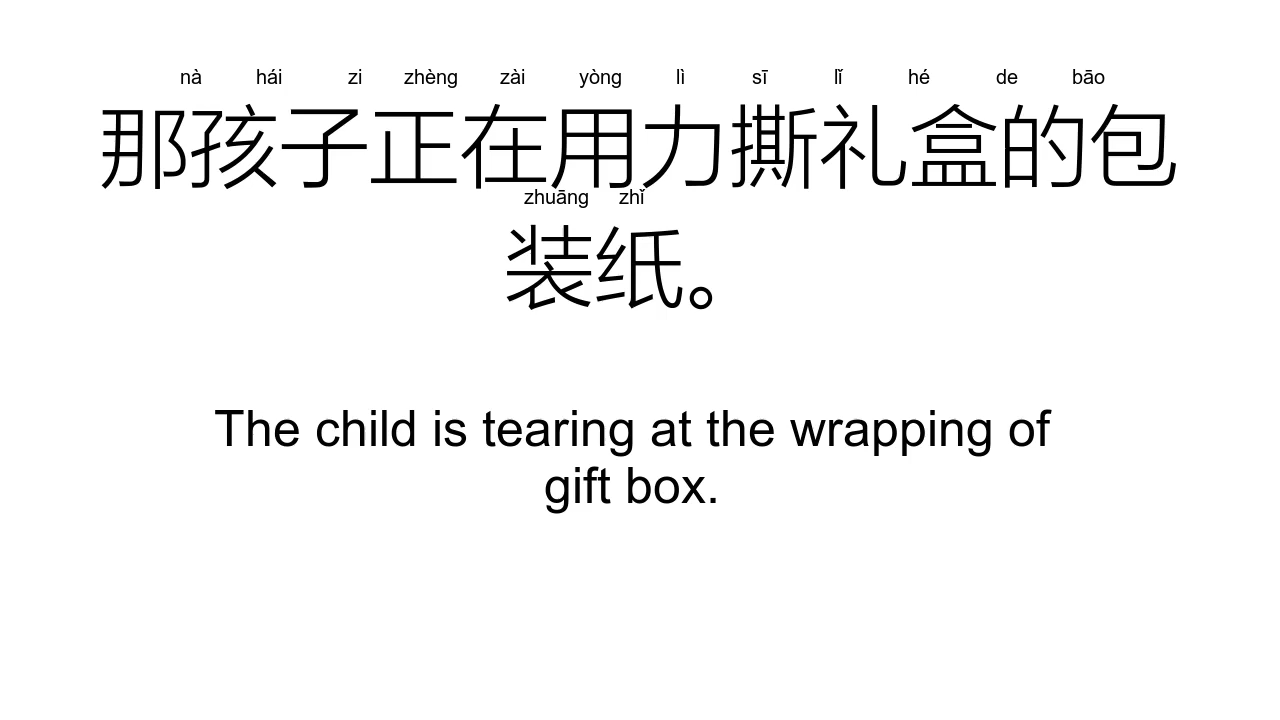 nà hái zi zhèng zài yòng lì sī lǐ hé de bāo
那孩子正在用力撕礼盒的包
zhuāng zhǐ
装纸。
The child is tearing at the wrapping of
gift box.